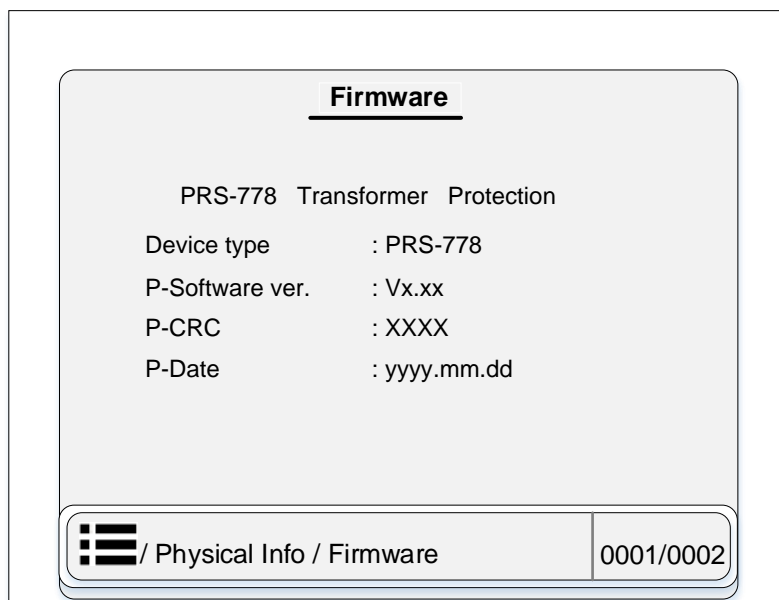 Firmware
PRS-778 Transformer Protection
Device type : PRS-778
P-Software ver. : Vx.xx
P-CRC : XXXX
P-Date : yyyy.mm.dd
/ Physical Info / Firmware 0001/0002